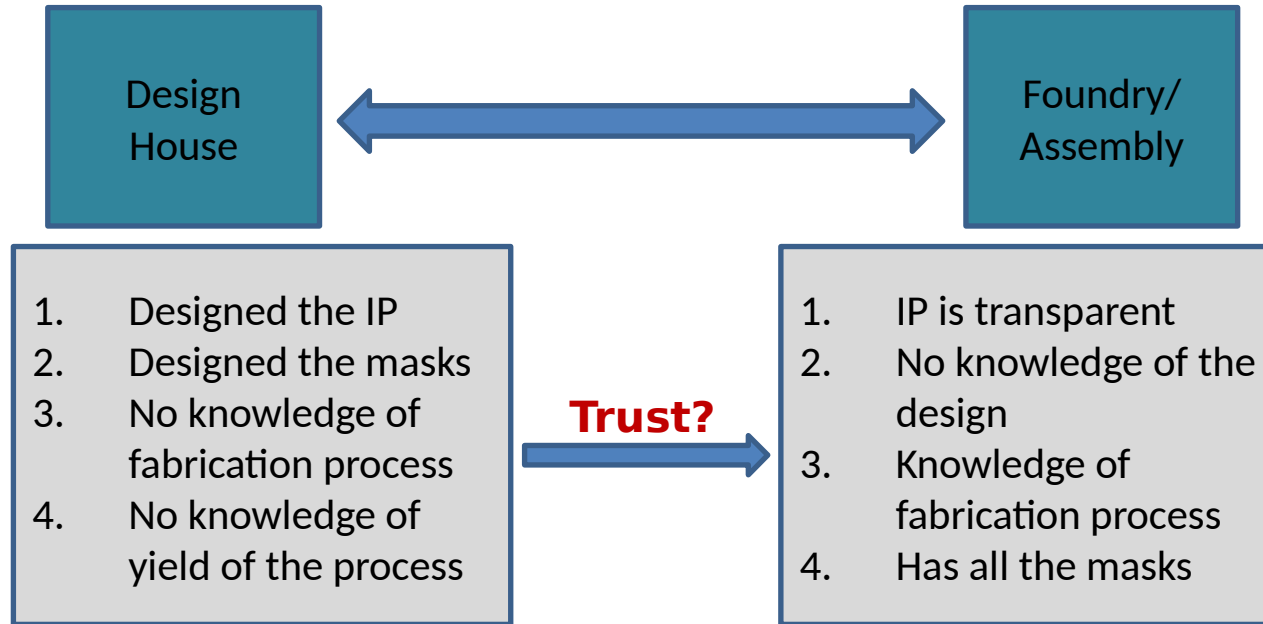 Design
House
Foundry/
Assembly
1. Designed the IP
2. Designed the masks
3. No knowledge of
fabrication process
4. No knowledge of
yield of the process
Trust?
1. IP is transparent
2. No knowledge of the
design
3. Knowledge of
fabrication process
4. Has all the masks